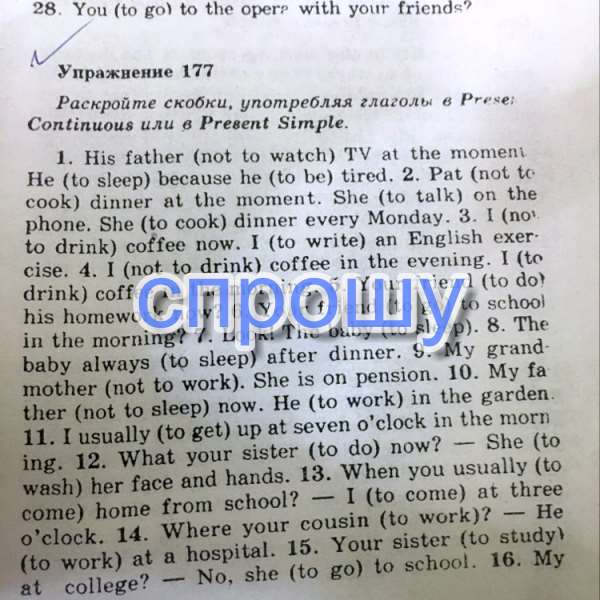 28. You (to go) to the opera with your friends?
Упражнение 177
Раскройте скобки, употребляя глаголы в Prese
Continuous или в Present Simple.
1. His father (not to watch) TV at the moment
He (to sleep) because he (to be) tired. 2. Pat (not to
cook) dinner at the moment. She (to talk) on the
phone. She (to cook) dinner every Monday. 3. I (not
to drink) coffee now. I (to write) an English exer-
cise. 4. I (not to drink) coffee in the evening. I (to
drink) coff
his homework now? to school
спрошу
in the morning? 7. Look! The baby (to sleep). 8. The
baby always (to sleep) after dinner. 9. My grand-
mother (not to work). She is on pension. 10. My fa
ther (not to sleep) now. He (to work) in the garden.
11. I usually (to get) up at seven o'clock in the morn
ing. 12. What your sister (to do) now? — She (to
wash) her face and hands. 13. When you usually (to
come) home from school? — I (to come) at three
o'clock. 14. Where your cousin (to work)? — He
(to work) at a hospital. 15. Your sister (to study)
at college? — No, she (to go) to school. 16. My